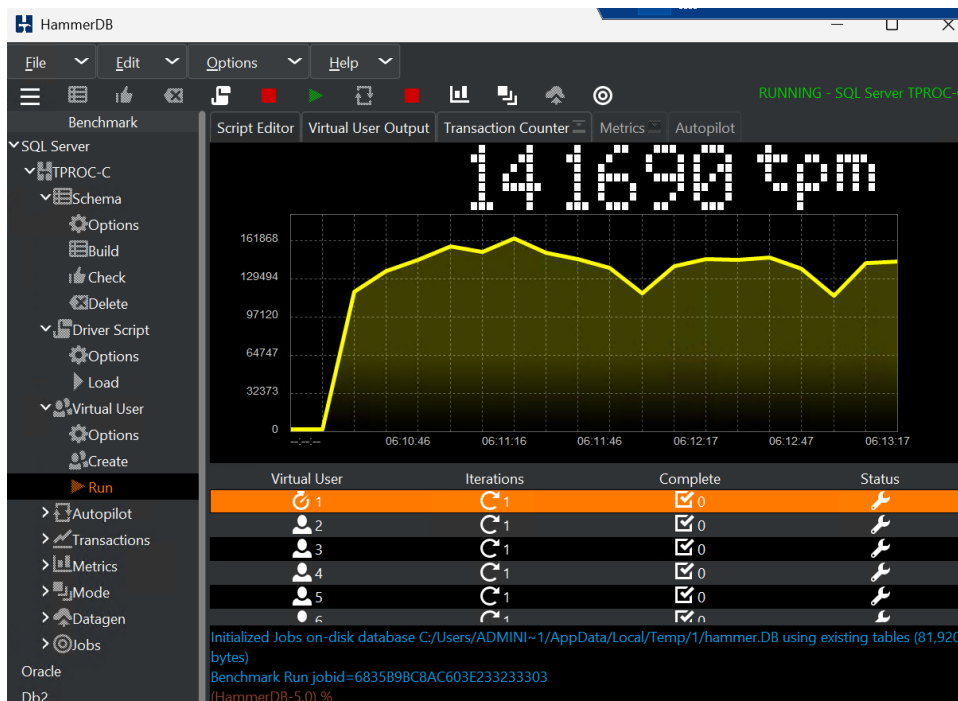 HammerDB
File Edit Options Help
RUNNING - SQL Server TPROC-
Benchmark
Script Editor Virtual User Output Transaction Counter Metrics Autopilot
SQL Server
TPROC-C
Schema
Options
Build
Check
Delete
Driver Script
Options
Load
Virtual User
Options
Create
Run
Autopilot
Transactions
Metrics
Mode
Datagen
Jobs
Oracle
Db2
141690 tpm
161868
129494
97120
64747
32373
0
--:--:-- 06:10:46 06:11:16 06:11:46 06:12:17 06:12:47 06:13:17
Virtual User Iterations Complete Status
1 1 0
2 1 0
3 1 0
4 1 0
5 1 0
6 1 0
Initialized Jobs on-disk database C:/Users/ADMINI~1/AppData/Local/Temp/1/hammer.DB using existing tables (81,920
bytes)
Benchmark Run jobid=6835B9BC8AC603E233233303
(HammerDB-5.0) %